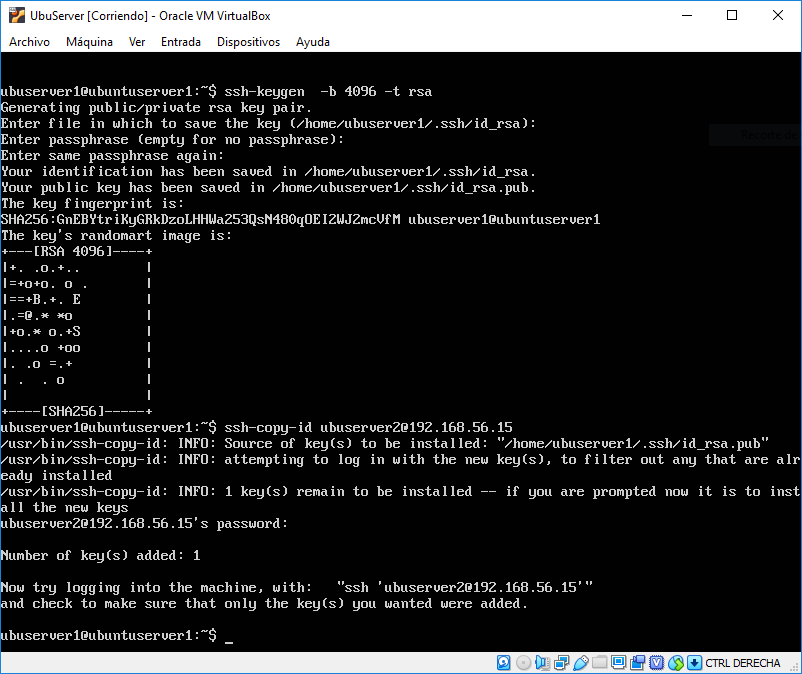 UbuServer [Corriendo] - Oracle VM VirtualBox
Archivo Máquina Ver Entrada Dispositivos Ayuda
ubuserver1@ubuntuserver1:~$ ssh-keygen  -b 4096 -t rsa
Generating public/private rsa key pair.
Enter file in which to save the key (/home/ubuserver1/.ssh/id_rsa):
Enter passphrase (empty for no passphrase):
Enter same passphrase again:
Your identification has been saved in /home/ubuserver1/.ssh/id_rsa.
Your public key has been saved in /home/ubuserver1/.ssh/id_rsa.pub.
The key fingerprint is:
SHA256:GnEBYtriKyGRkDzoLHHWa253QsN480qOEI2WJ2mcVfM ubuserver1@ubuntuserver1
The key's randomart image is:
+---[RSA 4096]----+
|+. .o.+..        |
|=+o+o. o .       |
|==+B.+. E        |
|.=@.* *o         |
|+o.* o.+S        |
|....o +oo        |
|. .o =.+         |
| .  . o          |
|                 |
+----[SHA256]-----+
ubuserver1@ubuntuserver1:~$ ssh-copy-id ubuserver2@192.168.56.15
/usr/bin/ssh-copy-id: INFO: Source of key(s) to be installed: "/home/ubuserver1/.ssh/id_rsa.pub"
/usr/bin/ssh-copy-id: INFO: attempting to log in with the new key(s), to filter out any that are alr
eady installed
/usr/bin/ssh-copy-id: INFO: 1 key(s) remain to be installed -- if you are prompted now it is to inst
all the new keys
ubuserver2@192.168.56.15's password:
Number of key(s) added: 1
Now try logging into the machine, with:   "ssh 'ubuserver2@192.168.56.15'"
and check to make sure that only the key(s) you wanted were added.
ubuserver1@ubuntuserver1:~$ _
CTRL DERECHA